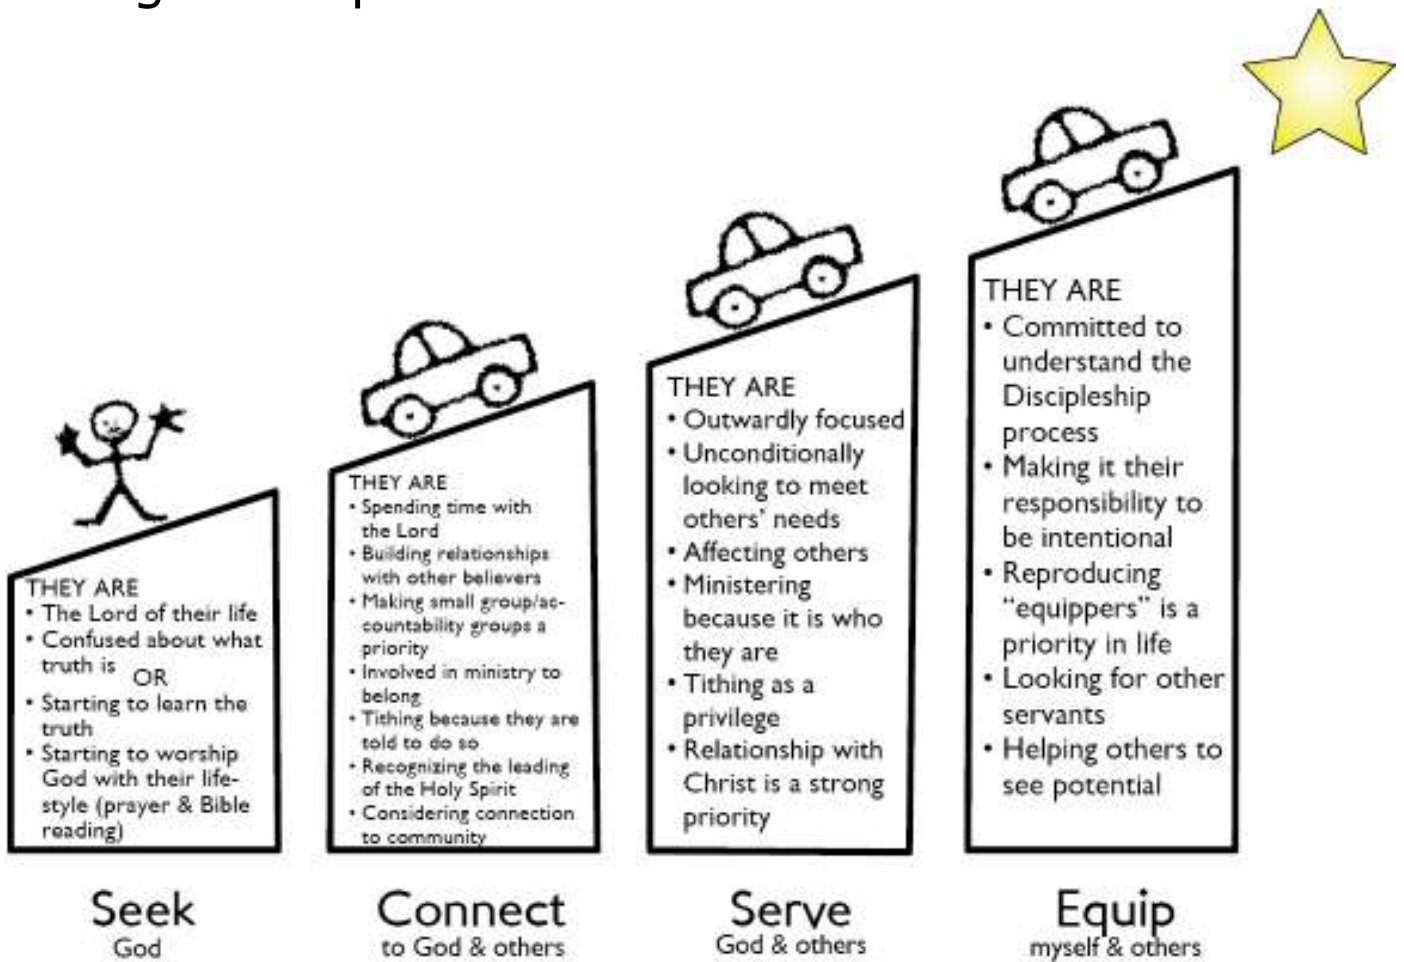 THEY ARE
• The Lord of their life
• Confused about what
truth is
OR
• Starting to learn the
truth
• Starting to worship
God with their life-
style (prayer & Bible
reading)
Seek
God
THEY ARE
• Spending time with
the Lord
• Building relationships
with other believers
• Making small group/ac-
countability groups a
priority
• Involved in ministry to
belong
• Tithing because they are
told to do so
• Recognizing the leading
of the Holy Spirit
• Considering connection
to community
Connect
to God & others
THEY ARE
• Outwardly focused
• Unconditionally
looking to meet
others' needs
• Affecting others
• Ministering
because it is who
they are
• Tithing as a
privilege
• Relationship with
Christ is a strong
priority
Serve
God & others
THEY ARE
• Committed to
understand the
Discipleship
process
• Making it their
responsibility to
be intentional
• Reproducing
“equippers” is a
priority in life
• Looking for other
servants
• Helping others to
see potential
Equip
myself & others